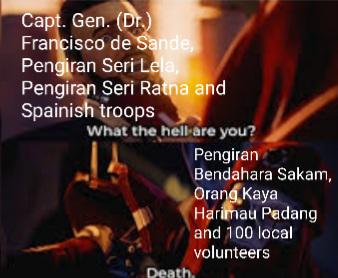 Capt. Gen. (Dr.)
Francisco de Sande,
Pengiran Seri Lela,
Pengiran Seri Ratna and
Spainish troops
What the hell are you?
Pengiran
Bendahara Sakam,
Orang Kaya
Harimau Padang
and 100 local
volunteers
Death.